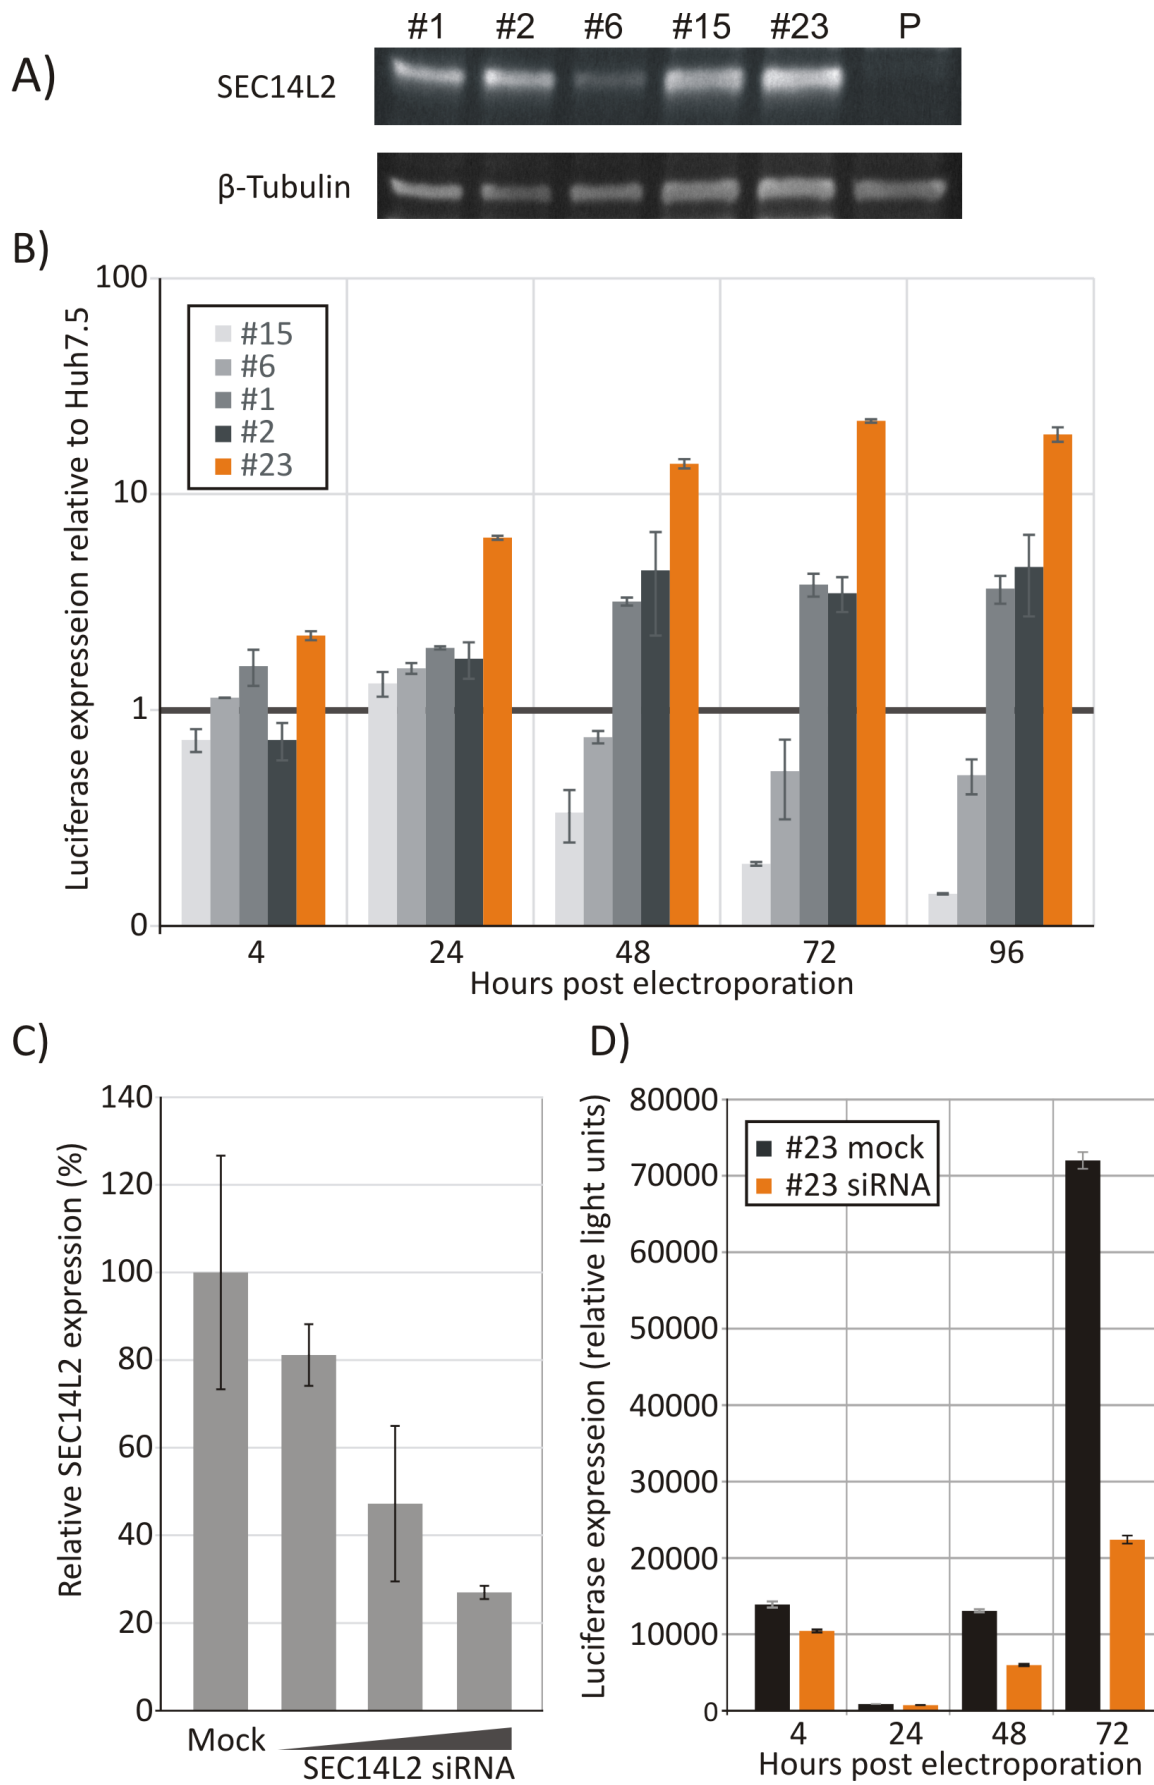 #1 #2 #6 #15 #23 P
A)
SEC14L2
β-Tubulin
B)
Luciferase expression relative to Huh7.5
100
10
1
0
#15
#6
#1
#2
#23
4 24 48 72 96
Hours post electroporation
C)
Relative SEC14L2 expression (%)
140
120
100
80
60
40
20
0
Mock
SEC14L2 siRNA
D)
Luciferase expression (relative light units)
80000
70000
60000
50000
40000
30000
20000
10000
0
#23 mock
#23 siRNA
4 24 48 72
Hours post electroporation